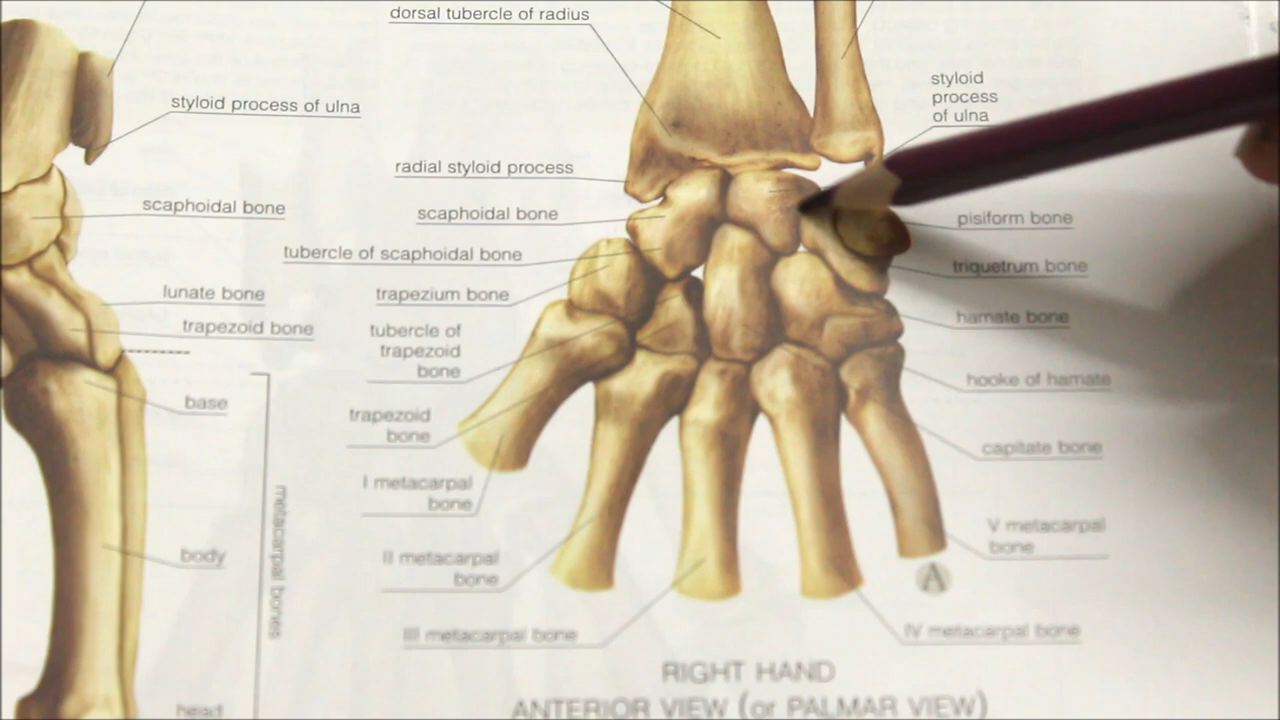 dorsal tubercle of radius
styloid process of ulna
styloid
process
of ulna
radial styloid process
scaphoidal bone
scaphoidal bone
pisiform bone
tubercle of scaphoidal bone
triquetrum bone
lunate bone
trapezium bone
trapezoid bone
hamate bone
tubercle of
trapezoid
bone
hooke of hamate
base
trapezoid
bone
capitate bone
metacarpal bones
I metacarpal
bone
body
II metacarpal
bone
V metacarpal
bone
A
III metacarpal bone
IV metacarpal bone
head
RIGHT HAND
ANTERIOR VIEW (or PALMAR VIEW)